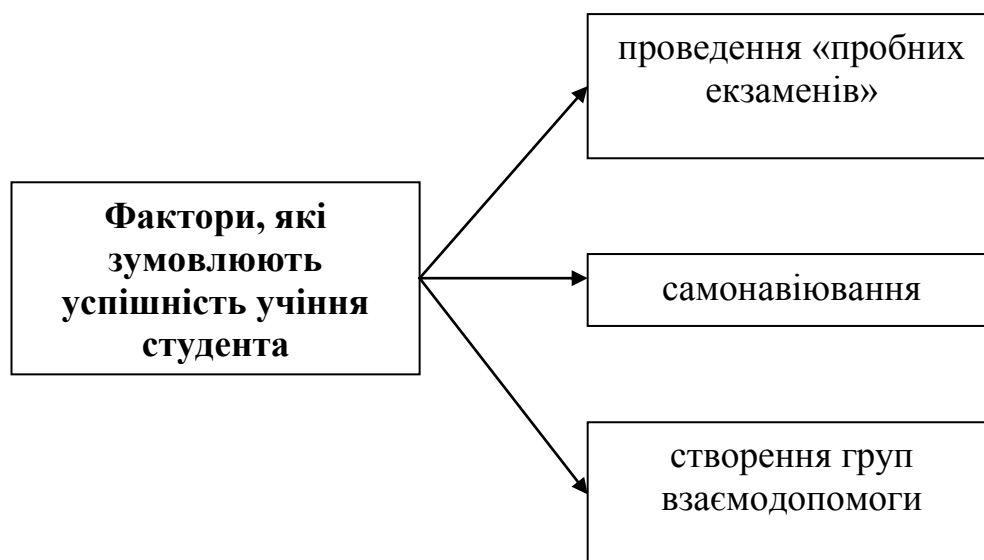 проведення «пробних
екзаменів»
Фактори, які
зумовлюють
успішність учіння
студента
самонавіювання
створення груп
взаємодопомоги